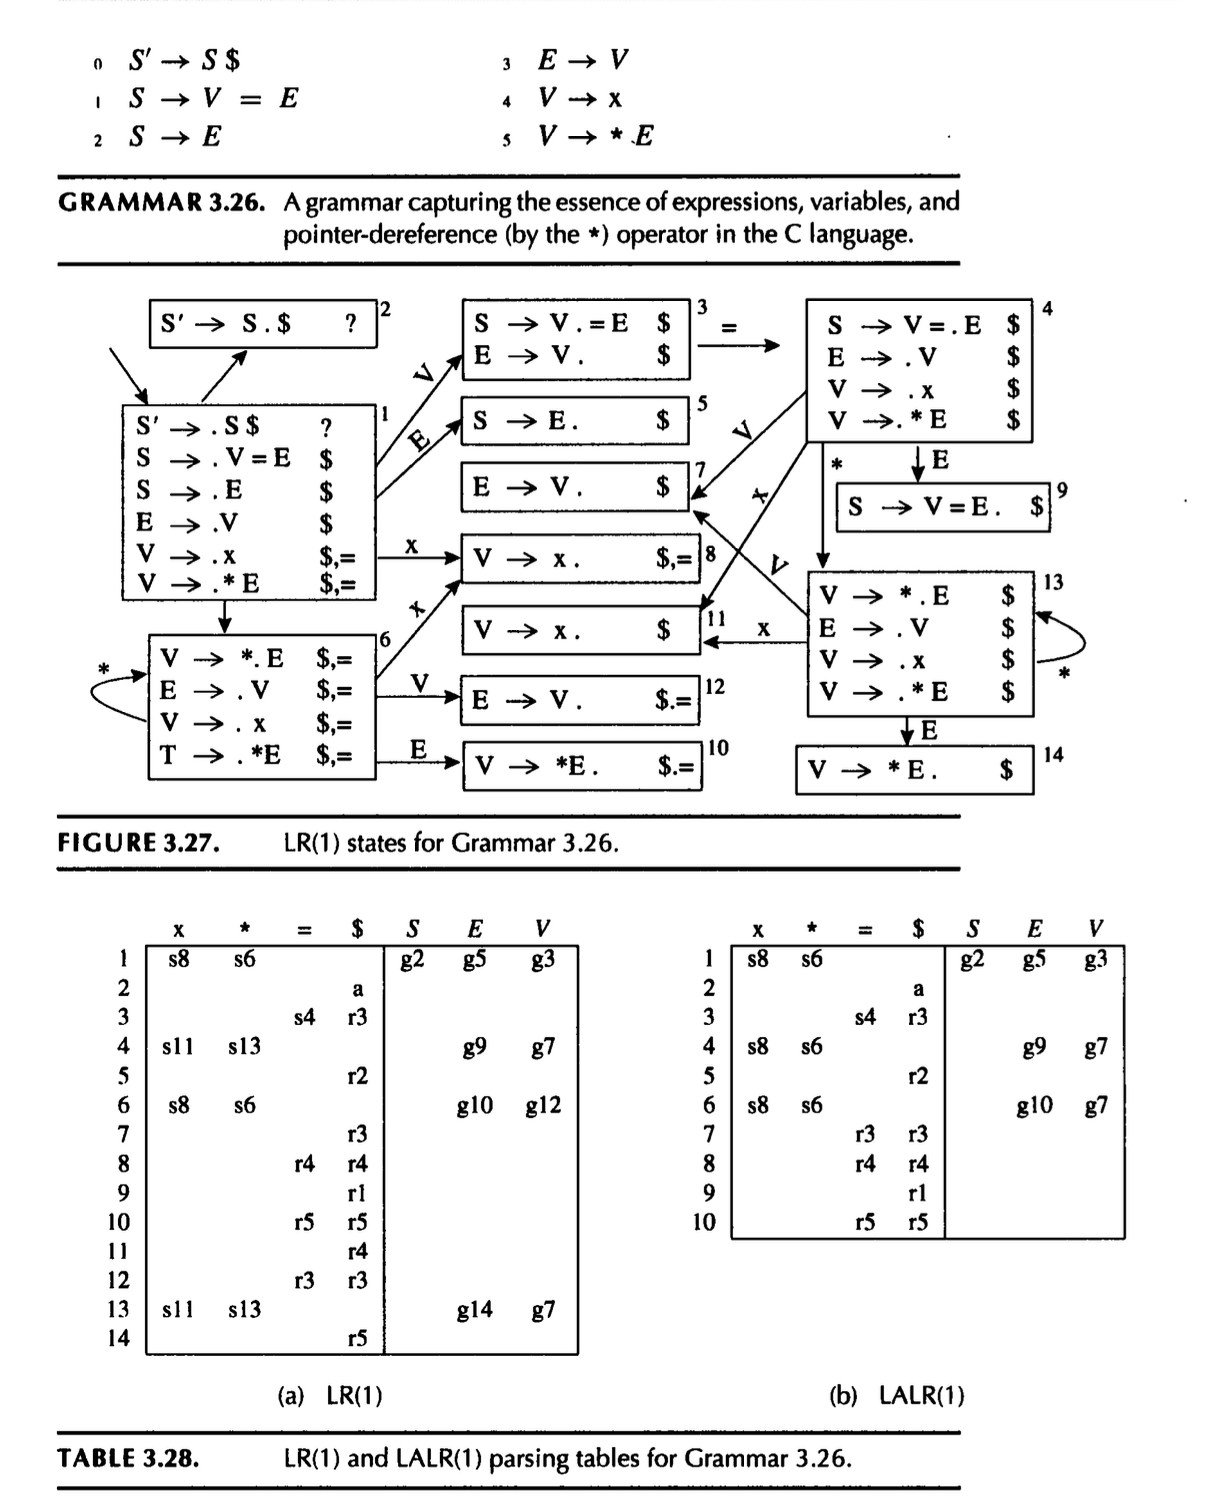 0 S' → S $
1 S → V = E
2 S → E
3 E → V
4 V → x
5 V → * .E
GRAMMAR 3.26. A grammar capturing the essence of expressions, variables, and
pointer-dereference (by the *) operator in the C language.
S' → S . $ ? 2
1
S' → . S $ ?
S → . V = E $
S → . E $
E → .V $
V → .x $,=
V → .* E $,=
6
V → *. E $,=
E → . V $,=
V → . x $,=
T → . *E $,=
*
V
E
x
x
V
E
3
S → V . = E $
E → V . $
=
5
S → E . $
7
E → V . $
V → x . $,= 8
11
V → x . $
E → V . $.= 12
V → *E . $.= 10
4
S → V = . E $
E → . V $
V → . x $
V → . * E $
V
x
*
E
S → V = E . $ 9
V
x
13
V → * . E $
E → . V $
V → . x $
V → . * E $
*
E
V → * E . $ 14
FIGURE 3.27. LR(1) states for Grammar 3.26.
x * = $ S E V
1 s8 s6 g2 g5 g3
2 a
3 s4 r3
4 s11 s13 g9 g7
5 r2
6 s8 s6 g10 g12
7 r3
8 r4 r4
9 r1
10 r5 r5
11 r4
12 r3 r3
13 s11 s13 g14 g7
14 r5
(a) LR(1)
x * = $ S E V
1 s8 s6 g2 g5 g3
2 a
3 s4 r3
4 s8 s6 g9 g7
5 r2
6 s8 s6 g10 g7
7 r3 r3
8 r4 r4
9 r1
10 r5 r5
(b) LALR(1)
TABLE 3.28. LR(1) and LALR(1) parsing tables for Grammar 3.26.